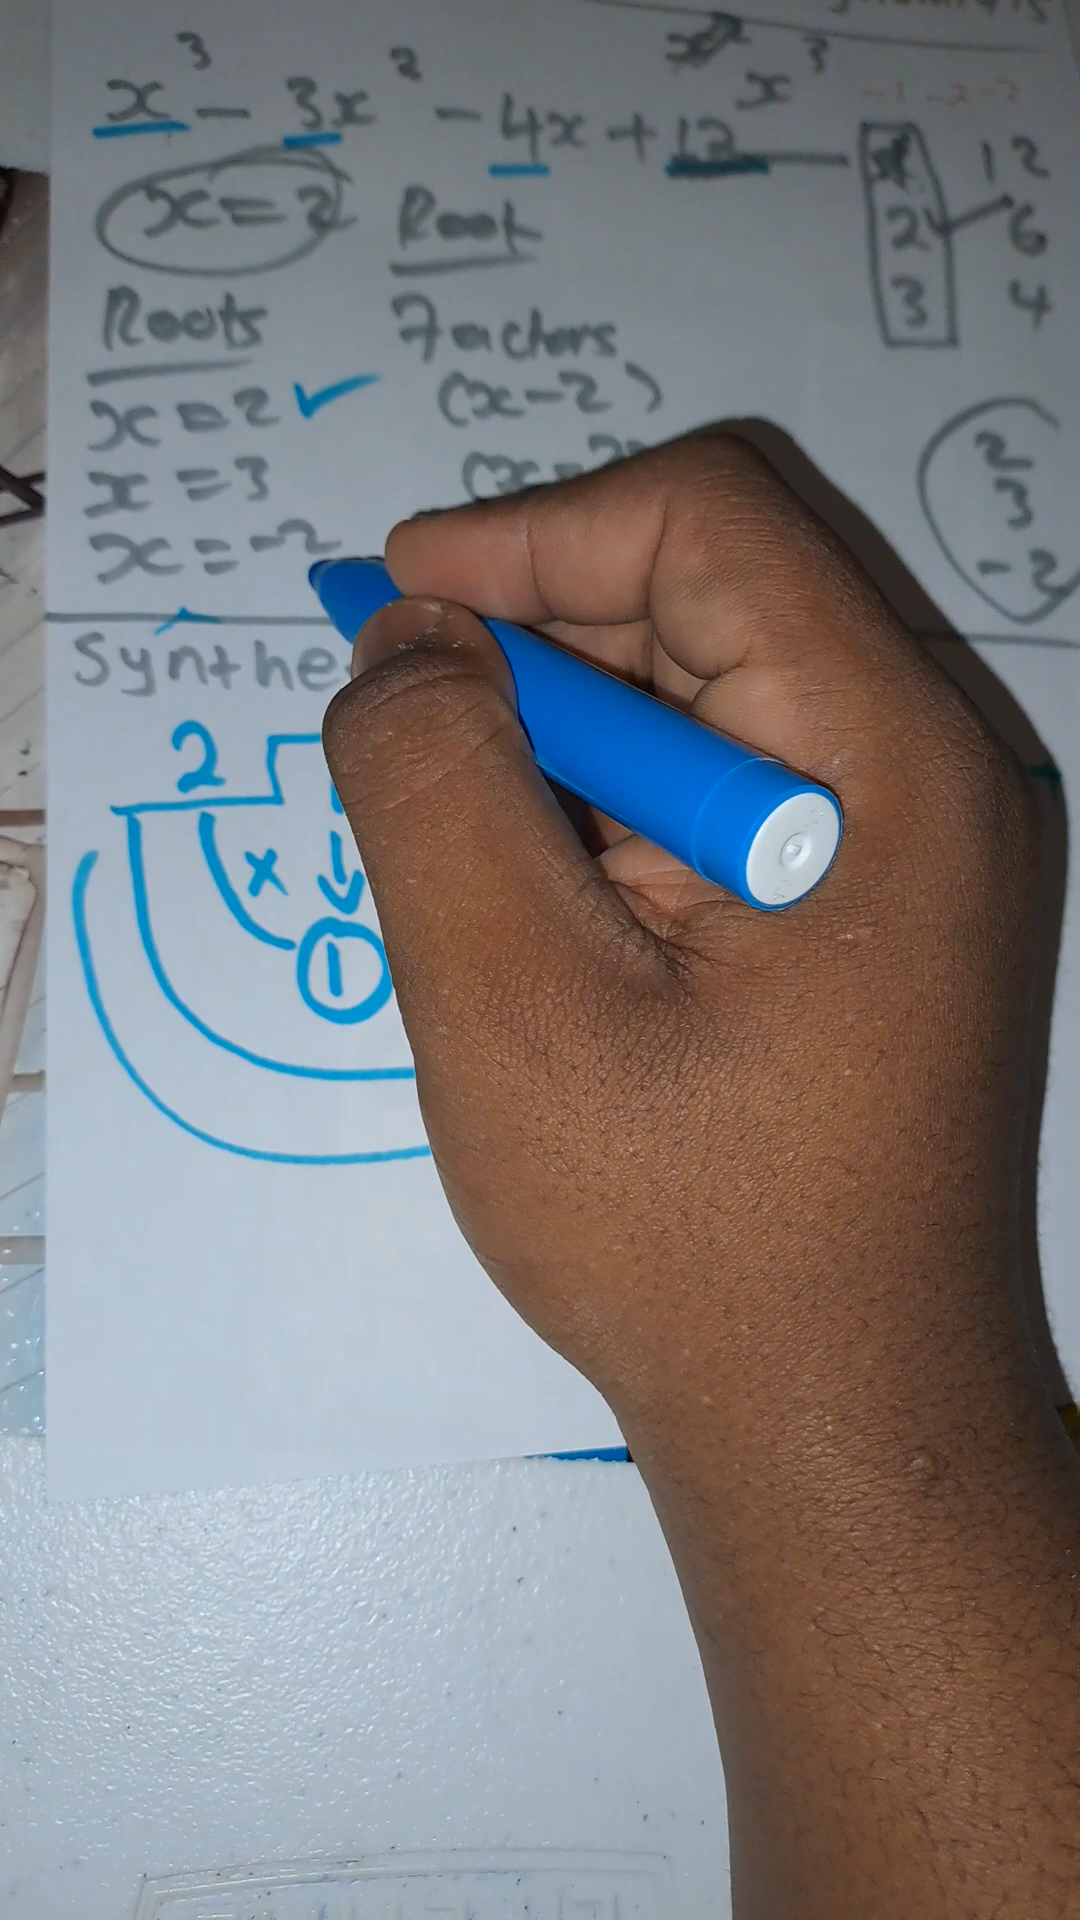 x³ - 3x² - 4x + 12
x³
x = 2 Root
12
2 6
3 4
Roots Factors
x = 2 ✓ (x-2)
x = 3
x = -2
2
3
-2
Synthe
2
x
1